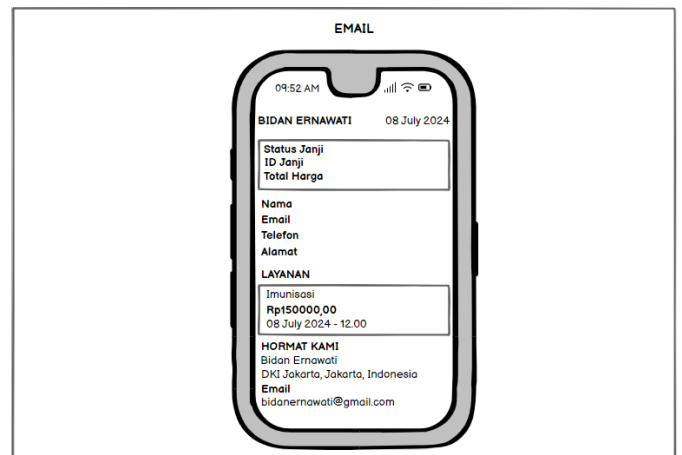 EMAIL
09:52 AM
BIDAN ERNAWATI 08 July 2024
Status Janji
ID Janji
Total Harga
Nama
Email
Telefon
Alamat
LAYANAN
Imunisasi
Rp150000,00
08 July 2024 - 12.00
HORMAT KAMI
Bidan Ernawati
DKI Jakarta, Jakarta, Indonesia
Email
bidanernawati@gmail.com